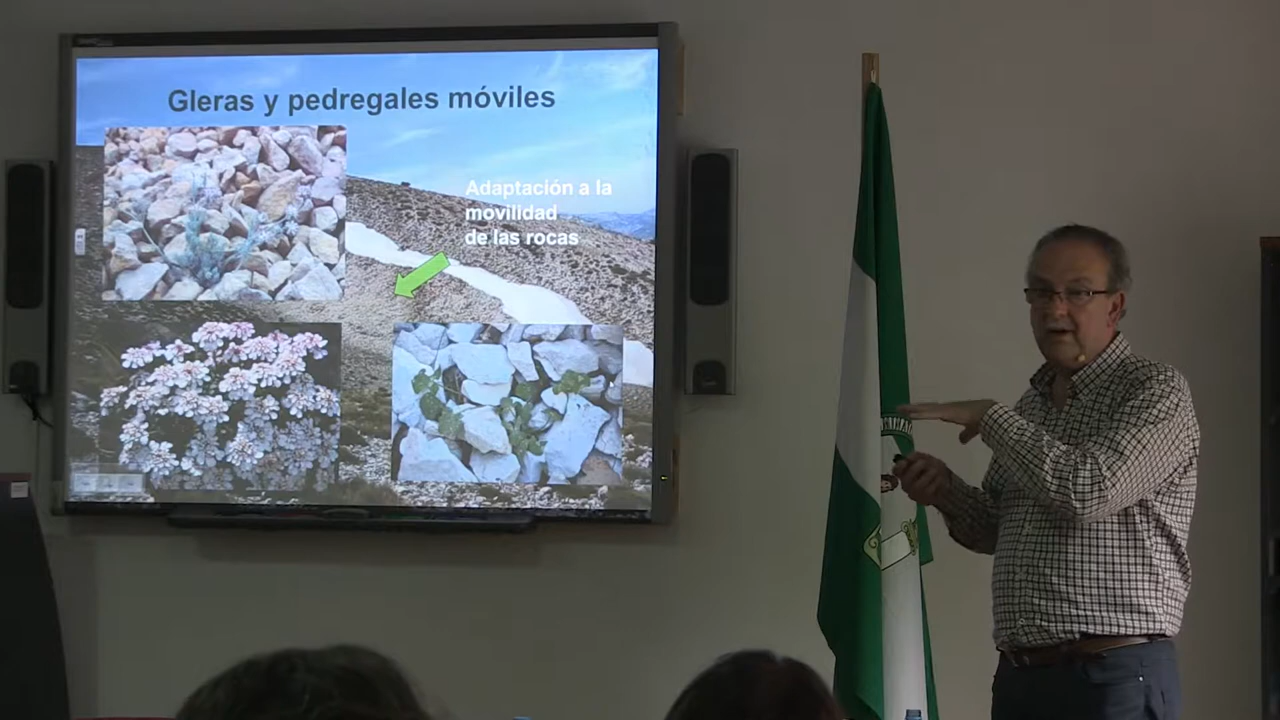 Gleras y pedregales móviles
Adaptación a la
movilidad
de las rocas